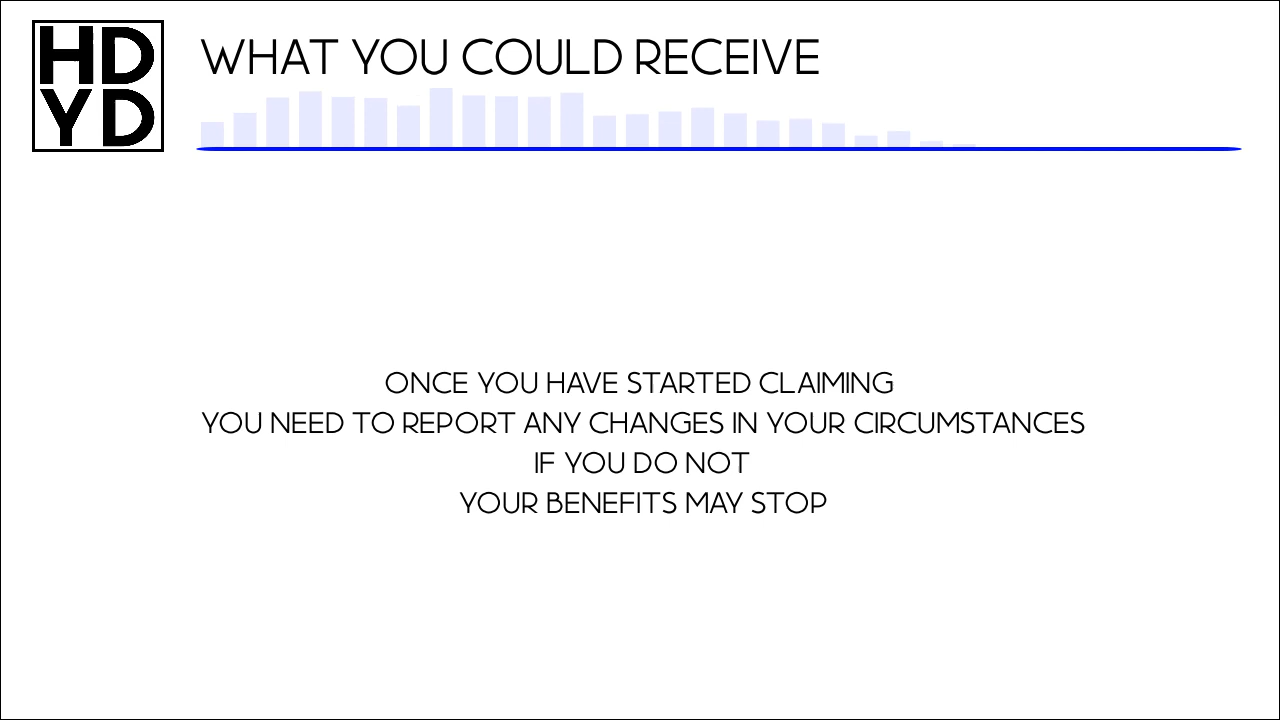 HD
YD
WHAT YOU COULD RECEIVE
ONCE YOU HAVE STARTED CLAIMING
YOU NEED TO REPORT ANY CHANGES IN YOUR CIRCUMSTANCES
IF YOU DO NOT
YOUR BENEFITS MAY STOP